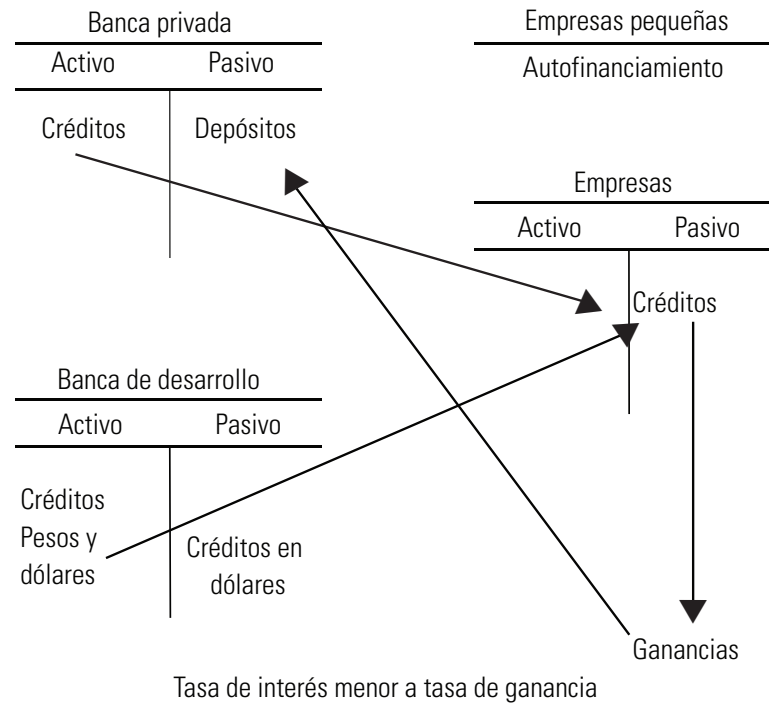 Banca privada
Activo Pasivo
Créditos Depósitos
Empresas pequeñas
Autofinanciamiento
Empresas
Activo Pasivo
Créditos
Banca de desarrollo
Activo Pasivo
Créditos
Pesos y
dólares
Créditos en
dólares
Ganancias
Tasa de interés menor a tasa de ganancia